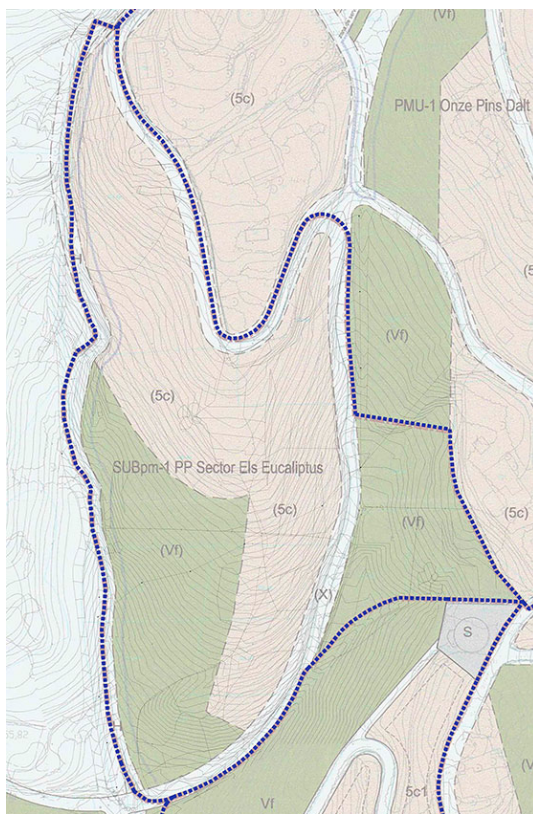 (Vf)
(5c)
PMU-1 Onze Pins Dalt
(Vf)
(5c)
SUBpm-1 PP Sector Els Eucaliptus
(5c)
(5c)
(Vf)
(Vf)
(X)
S
5c1
Vf